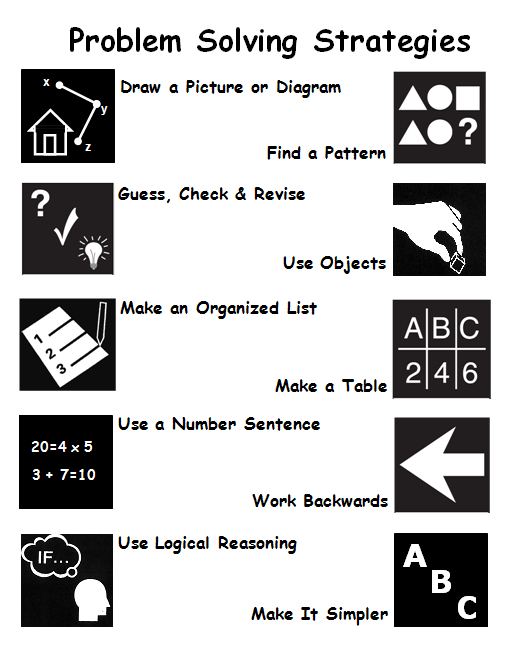 Problem Solving Strategies
x
y
z
Draw a Picture or Diagram
Find a Pattern
?
?
Guess, Check & Revise
Use Objects
1
2
3
Make an Organized List
A B C
2 4 6
Make a Table
20=4 x 5
3 + 7=10
Use a Number Sentence
Work Backwards
IF...
Use Logical Reasoning
A
B
C
Make It Simpler